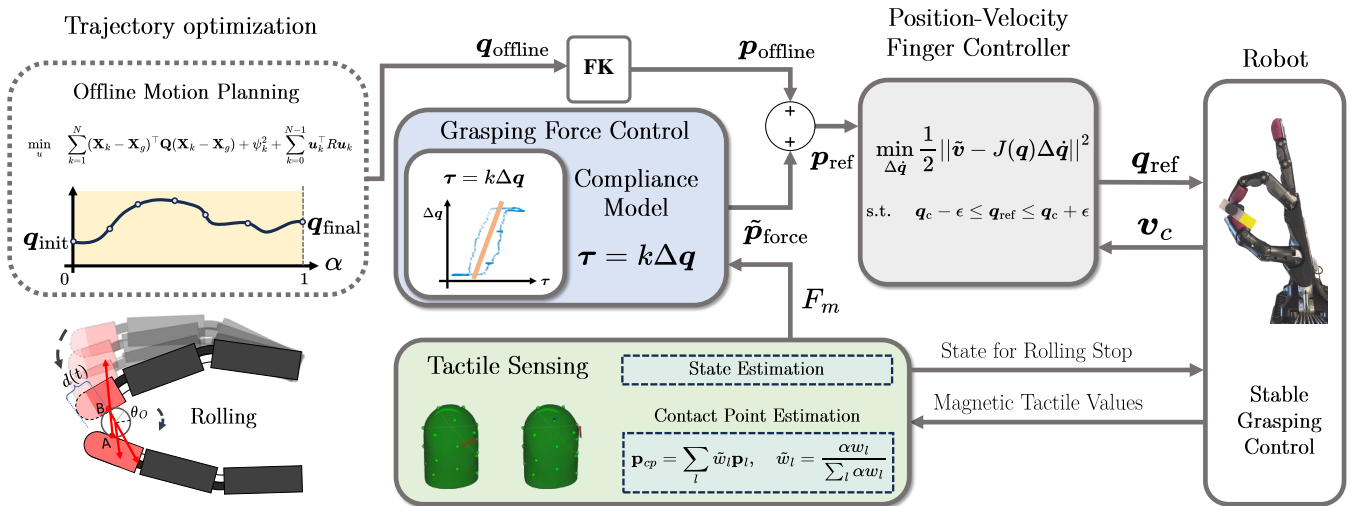 Trajectory optimization
Offline Motion Planning
min_u ∑_{k=1}^{N} (X_k − X_g)^⊤ Q(X_k − X_g) + ψ_k^2 + ∑_{k=0}^{N−1} u_k^⊤ R u_k
q_init
q_final
0
1
α
d(t)
B
A
θ_O
Rolling
q_offline
FK
p_offline
+
+
p_ref
Grasping Force Control
τ = kΔq
Δq
τ
Compliance
Model
τ = kΔq
p̃_force
F_m
Tactile Sensing
State Estimation
Contact Point Estimation
p_cp = ∑_l w̃_l p_l, w̃_l = αw_l / ∑_l αw_l
Position-Velocity
Finger Controller
min_{Δq̇} 1/2 ||ṽ − J(q)Δq̇||^2
s.t. q_c − ϵ ≤ q_ref ≤ q_c + ϵ
q_ref
v_c
State for Rolling Stop
Magnetic Tactile Values
Robot
Stable
Grasping
Control